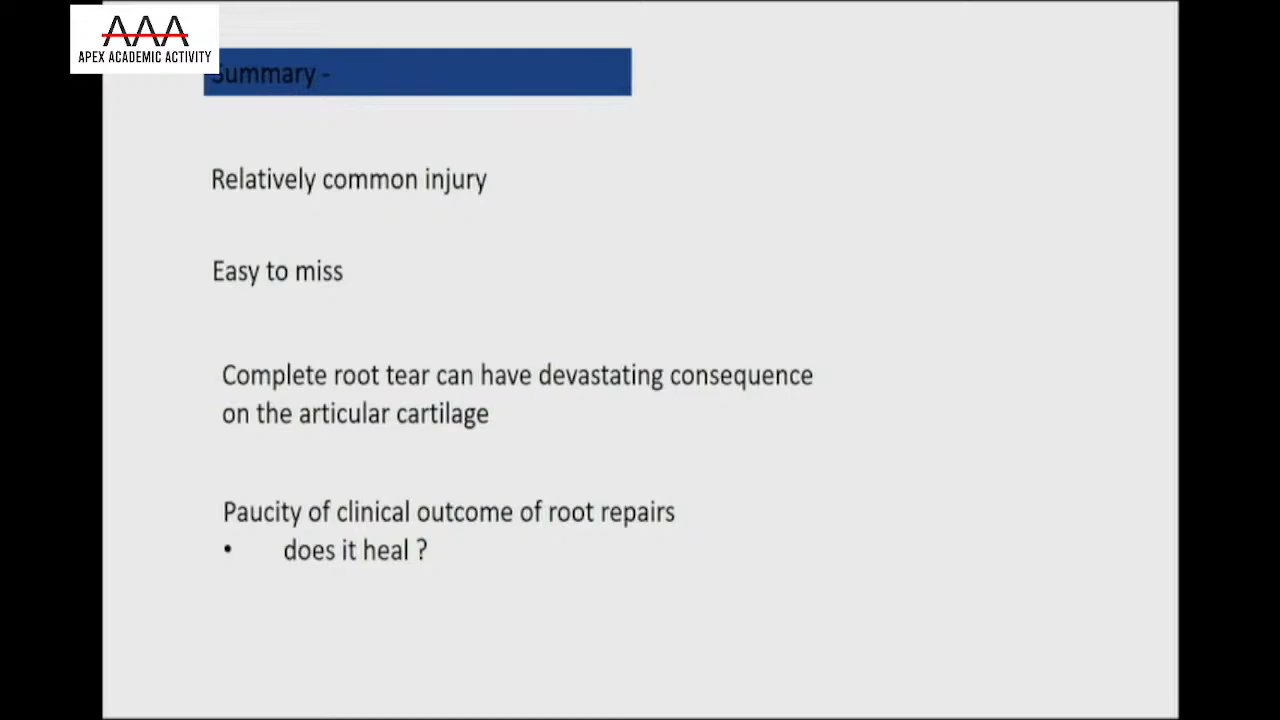 AAA
APEX ACADEMIC ACTIVITY
Summary -
Relatively common injury
Easy to miss
Complete root tear can have devastating consequence
on the articular cartilage
Paucity of clinical outcome of root repairs
• does it heal ?